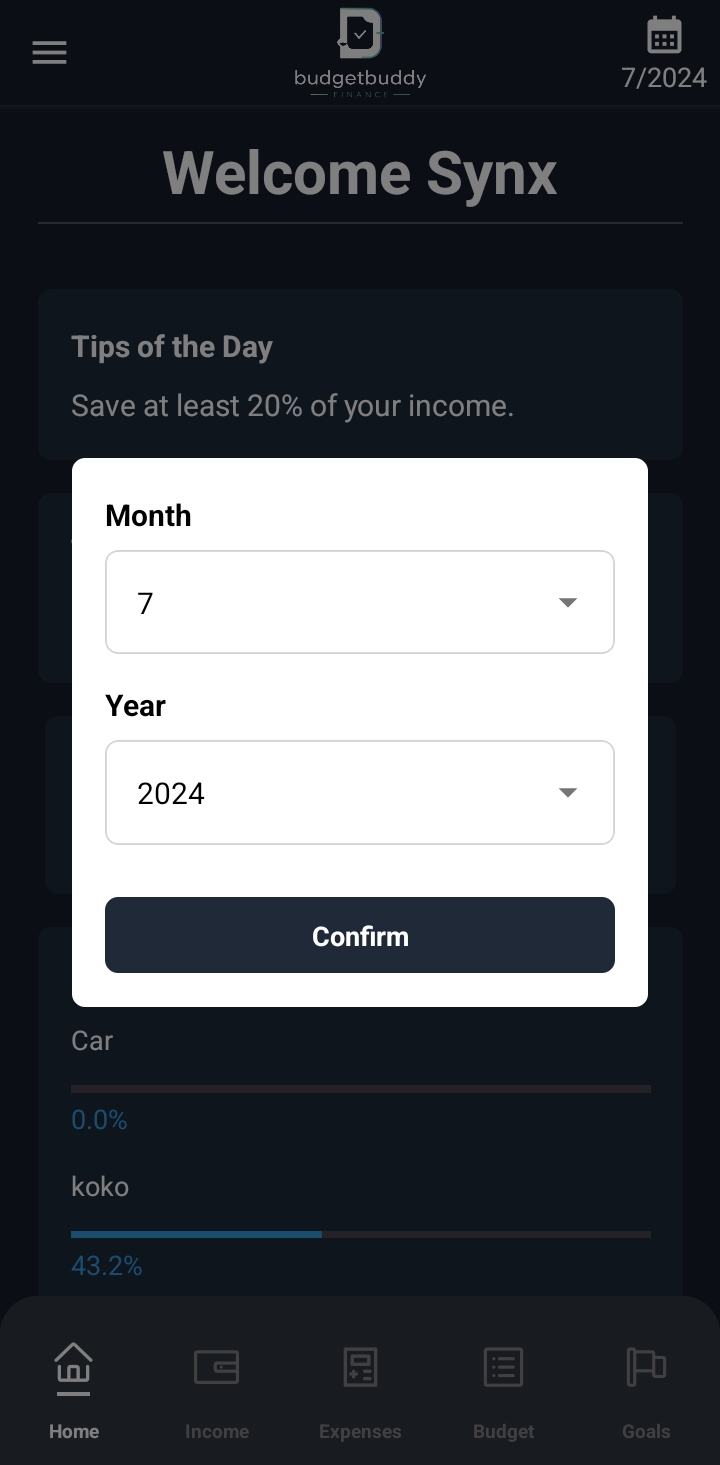 budgetbuddy
FINANCE
7/2024
Welcome Synx
Tips of the Day
Save at least 20% of your income.
Month
7
Year
2024
Confirm
Car
0.0%
koko
43.2%
Home
Income
Expenses
Budget
Goals